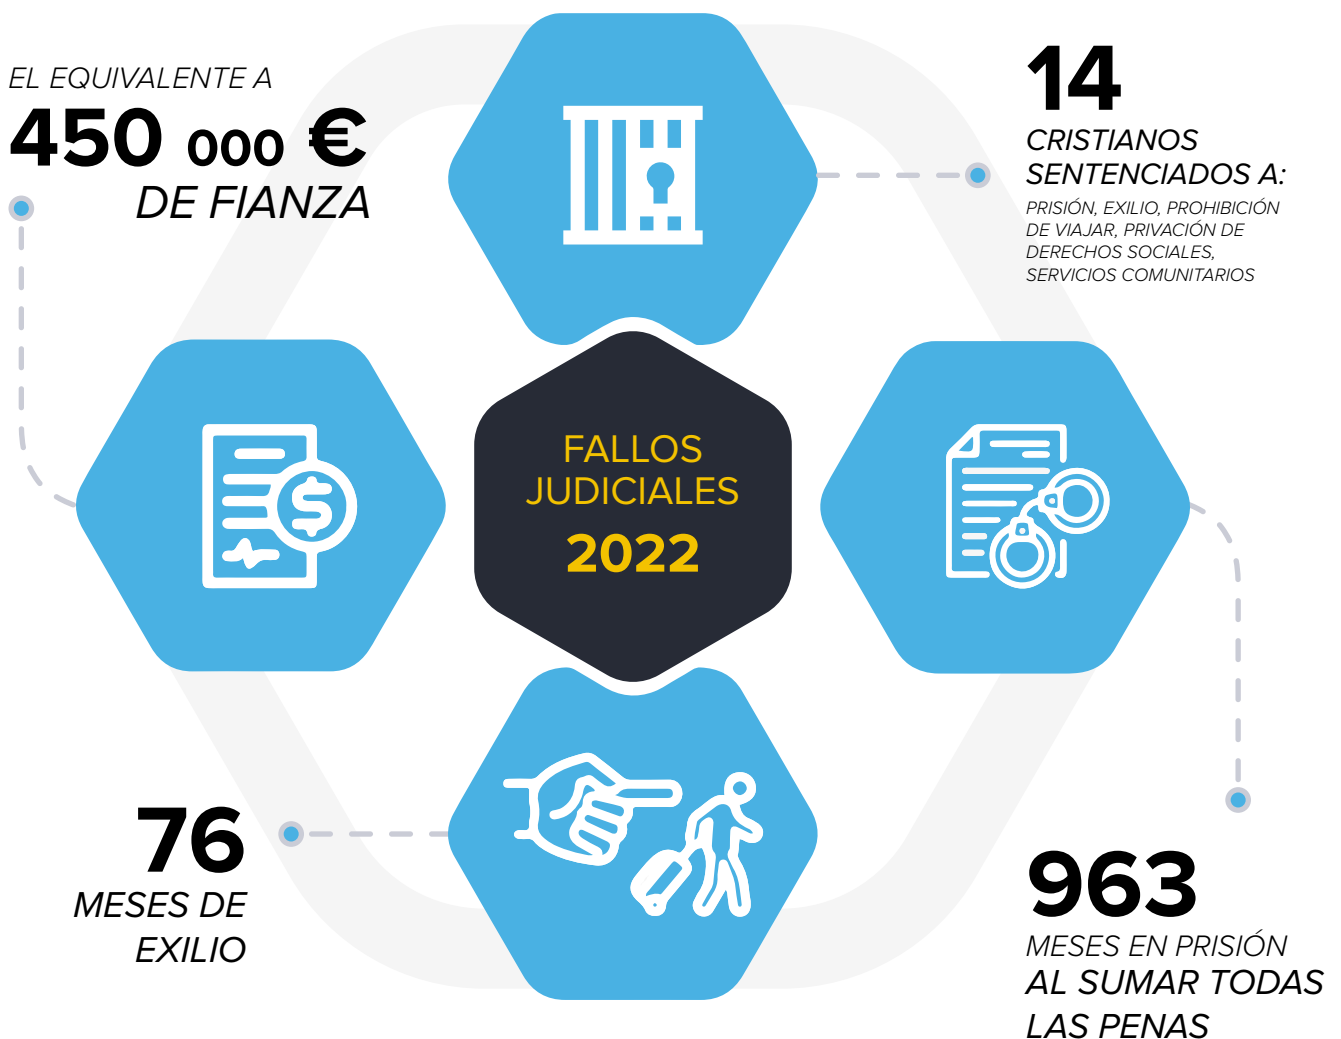 EL EQUIVALENTE A
450 000 €
DE FIANZA
14
CRISTIANOS
SENTENCIADOS A:
PRISIÓN, EXILIO, PROHIBICIÓN
DE VIAJAR, PRIVACIÓN DE
DERECHOS SOCIALES,
SERVICIOS COMUNITARIOS
FALLOS
JUDICIALES
2022
76
MESES DE
EXILIO
963
MESES EN PRISIÓN
AL SUMAR TODAS
LAS PENAS